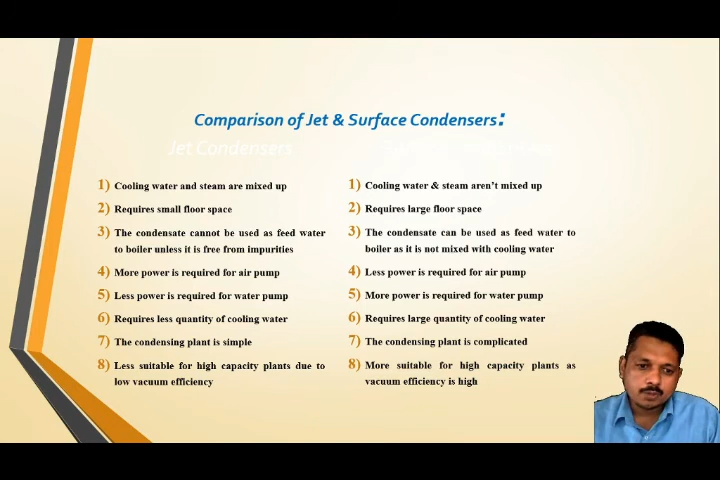 Comparison of Jet & Surface Condensers:
Jet Condensers
1) Cooling water and steam are mixed up
2) Requires small floor space
3) The condensate cannot be used as feed water
to boiler unless it is free from impurities
4) More power is required for air pump
5) Less power is required for water pump
6) Requires less quantity of cooling water
7) The condensing plant is simple
8) Less suitable for high capacity plants due to
low vacuum efficiency
1) Cooling water & steam aren't mixed up
2) Requires large floor space
3) The condensate can be used as feed water to
boiler as it is not mixed with cooling water
4) Less power is required for air pump
5) More power is required for water pump
6) Requires large quantity of cooling water
7) The condensing plant is complicated
8) More suitable for high capacity plants as
vacuum efficiency is high